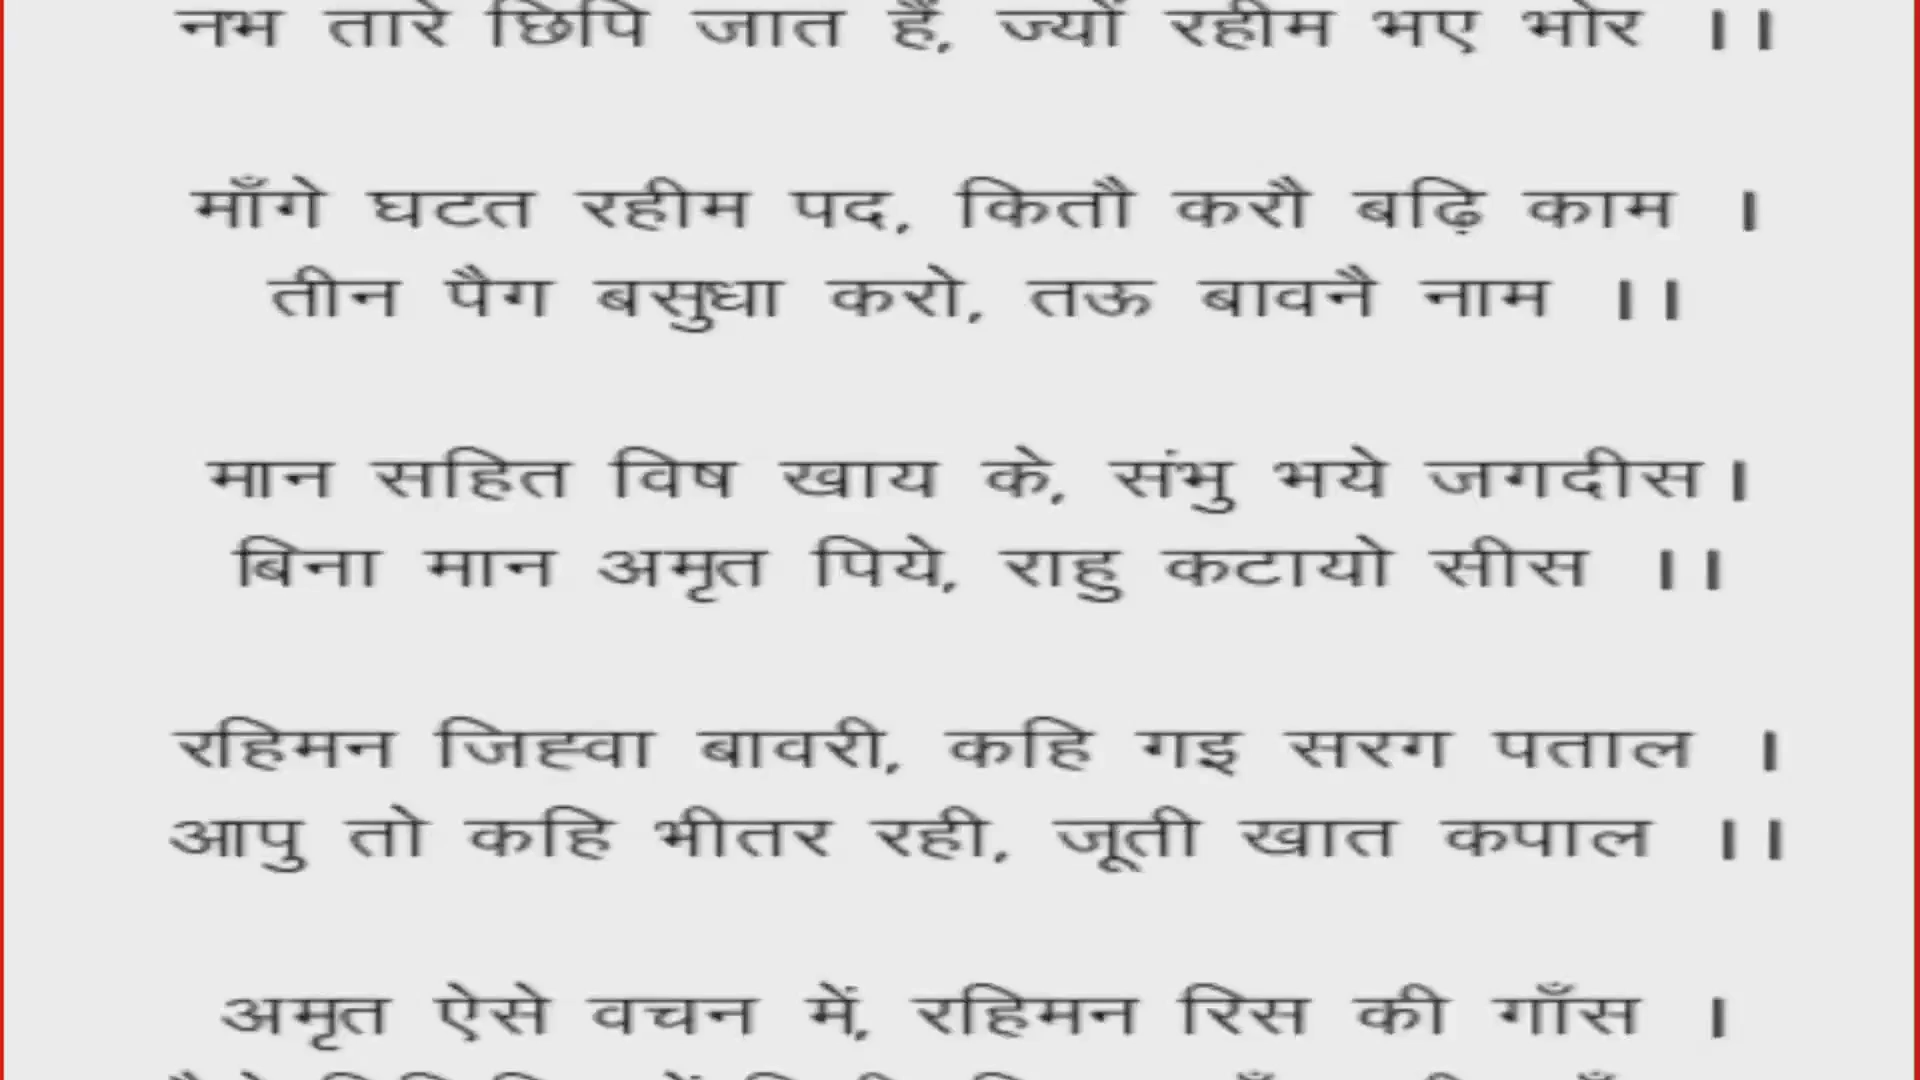 नभ तारे छिपि जात हैं, ज्यों रहीम भए भोर ।।
माँगे घटत रहीम पद, कितौ करौ बढ़ि काम ।
तीन पैग बसुधा करो, तऊ बावनै नाम ।।
मान सहित विष खाय के, संभु भये जगदीस।
बिना मान अमृत पिये, राहु कटायो सीस ।।
रहिमन जिह्वा बावरी, कहि गइ सरग पताल ।
आपु तो कहि भीतर रही, जूती खात कपाल ।।
अमृत ऐसे वचन में, रहिमन रिस की गाँस ।